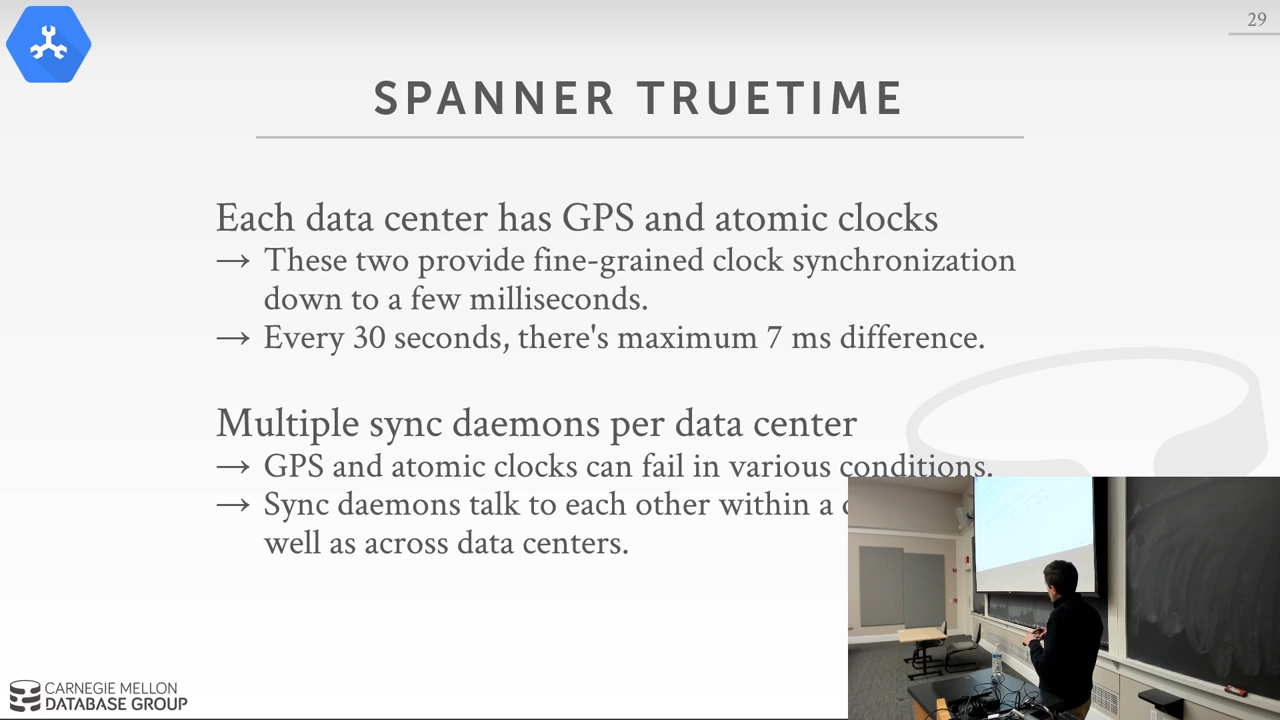 29
SPANNER TRUETIME
Each data center has GPS and atomic clocks
→ These two provide fine-grained clock synchronization
down to a few milliseconds.
→ Every 30 seconds, there's maximum 7 ms difference.
Multiple sync daemons per data center
→ GPS and atomic clocks can fail in various conditions.
→ Sync daemons talk to each other within a
well as across data centers.
CARNEGIE MELLON
DATABASE GROUP